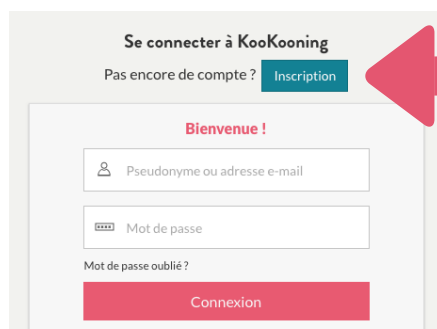 Se connecter à KooKooning
Pas encore de compte ? Inscription
Bienvenue !
Pseudonyme ou adresse e-mail
Mot de passe
Mot de passe oublié ?
Connexion